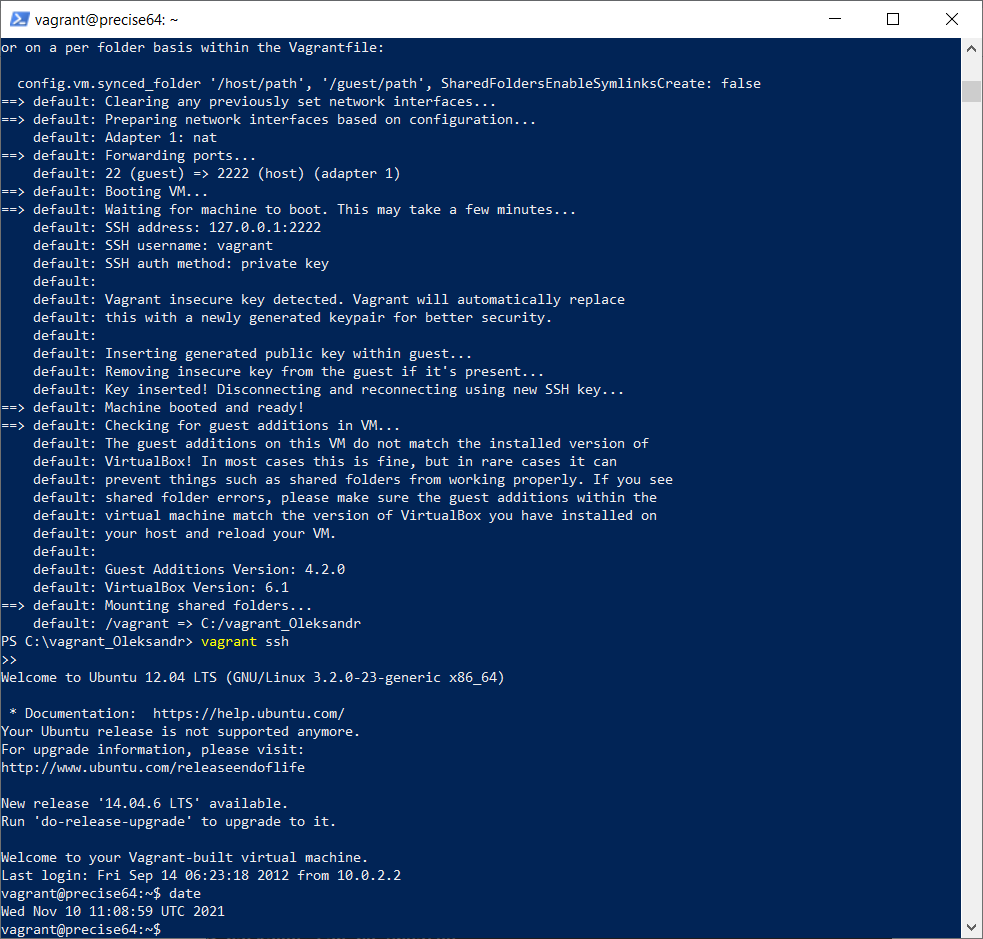 vagrant@precise64: ~
or on a per folder basis within the Vagrantfile:
  config.vm.synced_folder '/host/path', '/guest/path', SharedFoldersEnableSymlinksCreate: false
==> default: Clearing any previously set network interfaces...
==> default: Preparing network interfaces based on configuration...
    default: Adapter 1: nat
==> default: Forwarding ports...
    default: 22 (guest) => 2222 (host) (adapter 1)
==> default: Booting VM...
==> default: Waiting for machine to boot. This may take a few minutes...
    default: SSH address: 127.0.0.1:2222
    default: SSH username: vagrant
    default: SSH auth method: private key
    default:
    default: Vagrant insecure key detected. Vagrant will automatically replace
    default: this with a newly generated keypair for better security.
    default:
    default: Inserting generated public key within guest...
    default: Removing insecure key from the guest if it's present...
    default: Key inserted! Disconnecting and reconnecting using new SSH key...
==> default: Machine booted and ready!
==> default: Checking for guest additions in VM...
    default: The guest additions on this VM do not match the installed version of
    default: VirtualBox! In most cases this is fine, but in rare cases it can
    default: prevent things such as shared folders from working properly. If you see
    default: shared folder errors, please make sure the guest additions within the
    default: virtual machine match the version of VirtualBox you have installed on
    default: your host and reload your VM.
    default:
    default: Guest Additions Version: 4.2.0
    default: VirtualBox Version: 6.1
==> default: Mounting shared folders...
    default: /vagrant => C:/vagrant_Oleksandr
PS C:\vagrant_Oleksandr> vagrant ssh
>>
Welcome to Ubuntu 12.04 LTS (GNU/Linux 3.2.0-23-generic x86_64)
 * Documentation:  https://help.ubuntu.com/
Your Ubuntu release is not supported anymore.
For upgrade information, please visit:
http://www.ubuntu.com/releaseendoflife
New release '14.04.6 LTS' available.
Run 'do-release-upgrade' to upgrade to it.
Welcome to your Vagrant-built virtual machine.
Last login: Fri Sep 14 06:23:18 2012 from 10.0.2.2
vagrant@precise64:~$ date
Wed Nov 10 11:08:59 UTC 2021
vagrant@precise64:~$